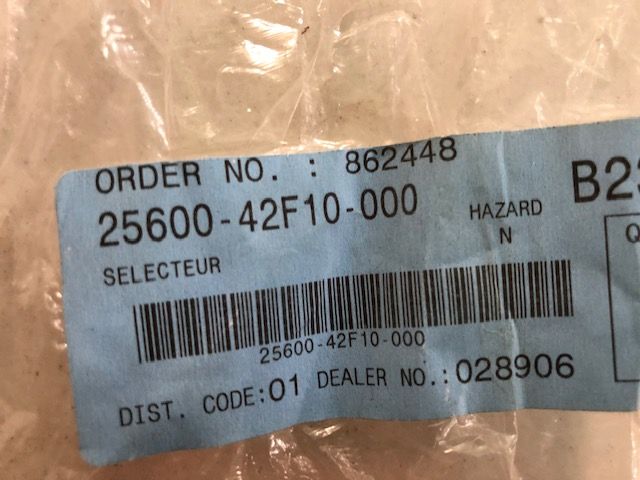 ORDER NO. : 862448
25600-42F10-000
HAZARD
N
SELECTEUR
25600-42F10-000
DIST. CODE:01 DEALER NO.:028906